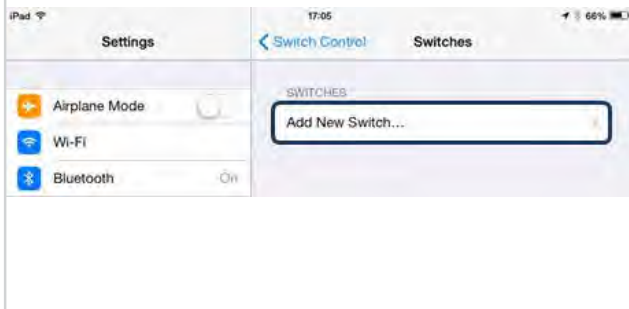 iPad 17:05 66%
Settings
Switch Control Switches
Airplane Mode
Wi-Fi
Bluetooth On
SWITCHES
Add New Switch...